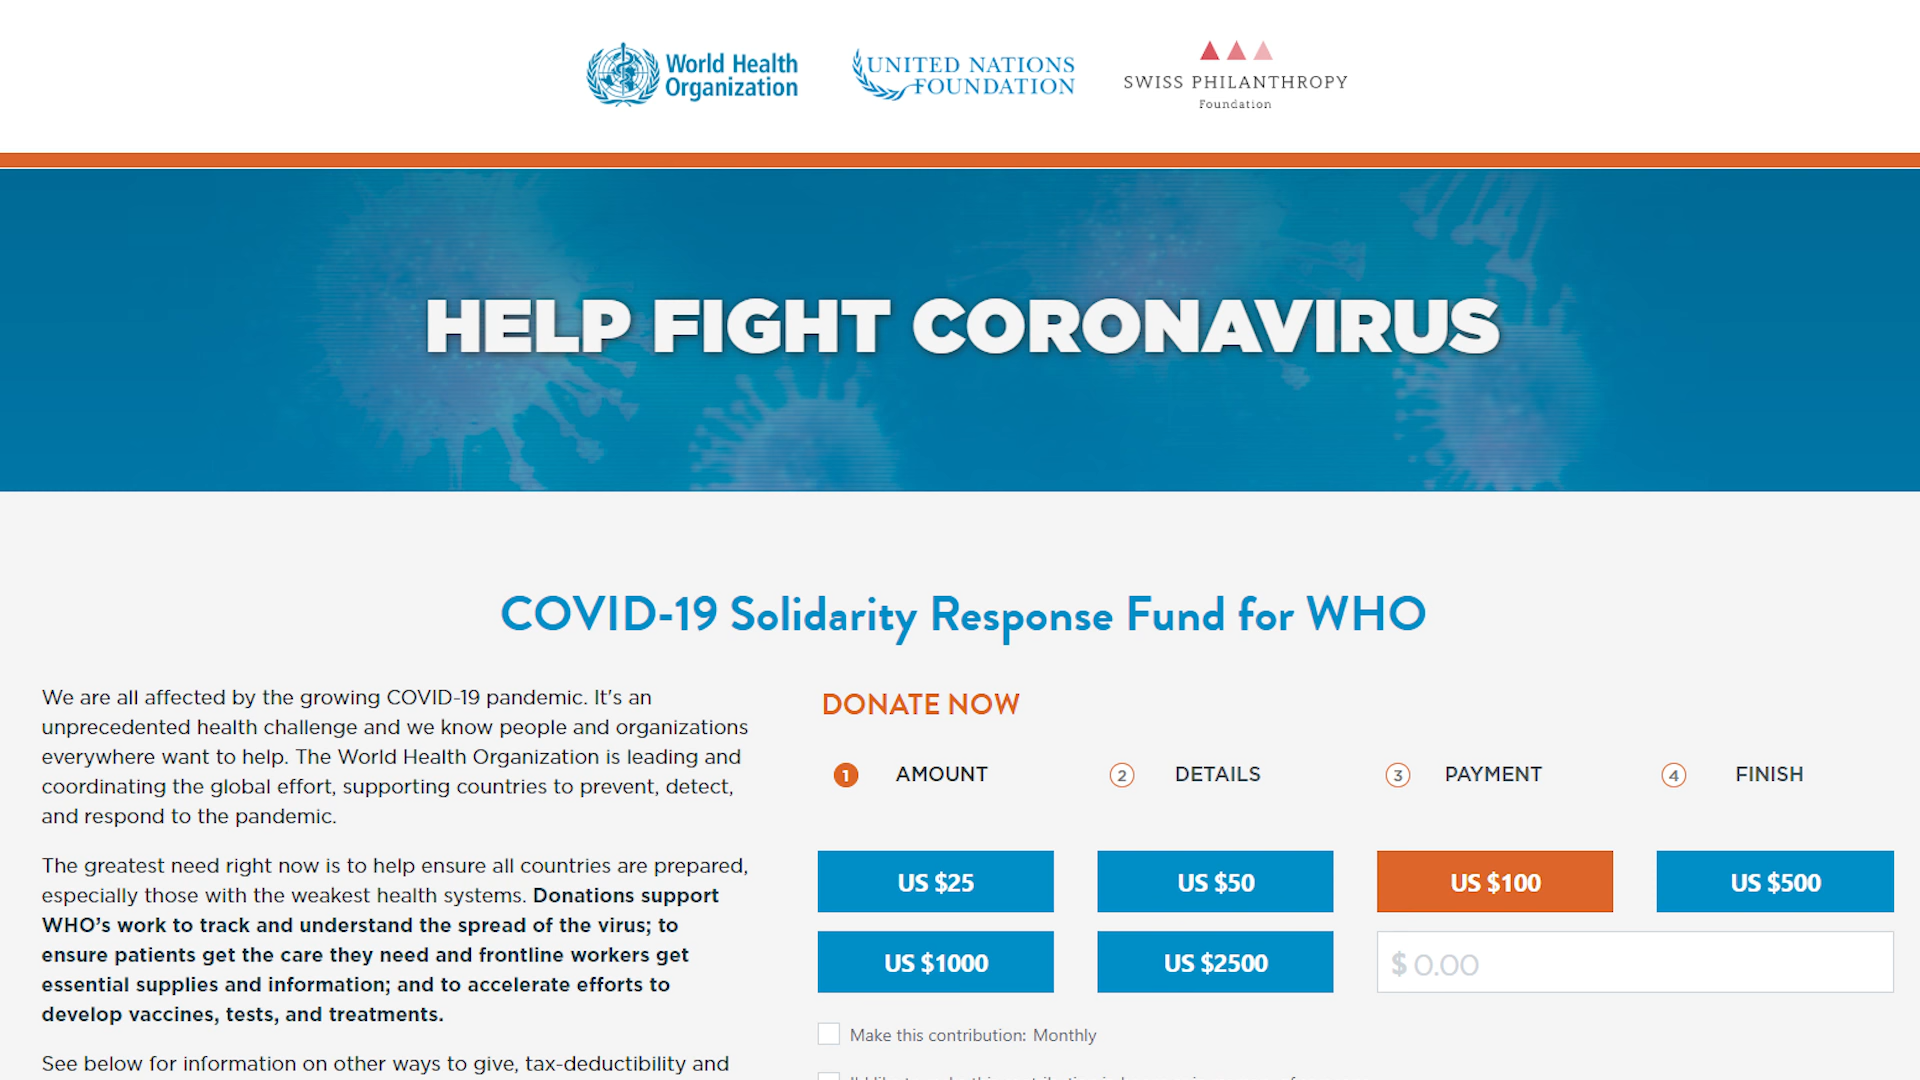 World Health
Organization
UNITED NATIONS
FOUNDATION
SWISS PHILANTHROPY
Foundation
HELP FIGHT CORONAVIRUS
COVID-19 Solidarity Response Fund for WHO
We are all affected by the growing COVID-19 pandemic. It's an
unprecedented health challenge and we know people and organizations
everywhere want to help. The World Health Organization is leading and
coordinating the global effort, supporting countries to prevent, detect,
and respond to the pandemic.
The greatest need right now is to help ensure all countries are prepared,
especially those with the weakest health systems. Donations support
WHO's work to track and understand the spread of the virus; to
ensure patients get the care they need and frontline workers get
essential supplies and information; and to accelerate efforts to
develop vaccines, tests, and treatments.
See below for information on other ways to give, tax-deductibility and
DONATE NOW
1 AMOUNT 2 DETAILS 3 PAYMENT 4 FINISH
US $25 US $50 US $100 US $500
US $1000 US $2500 $ 0.00
Make this contribution: Monthly